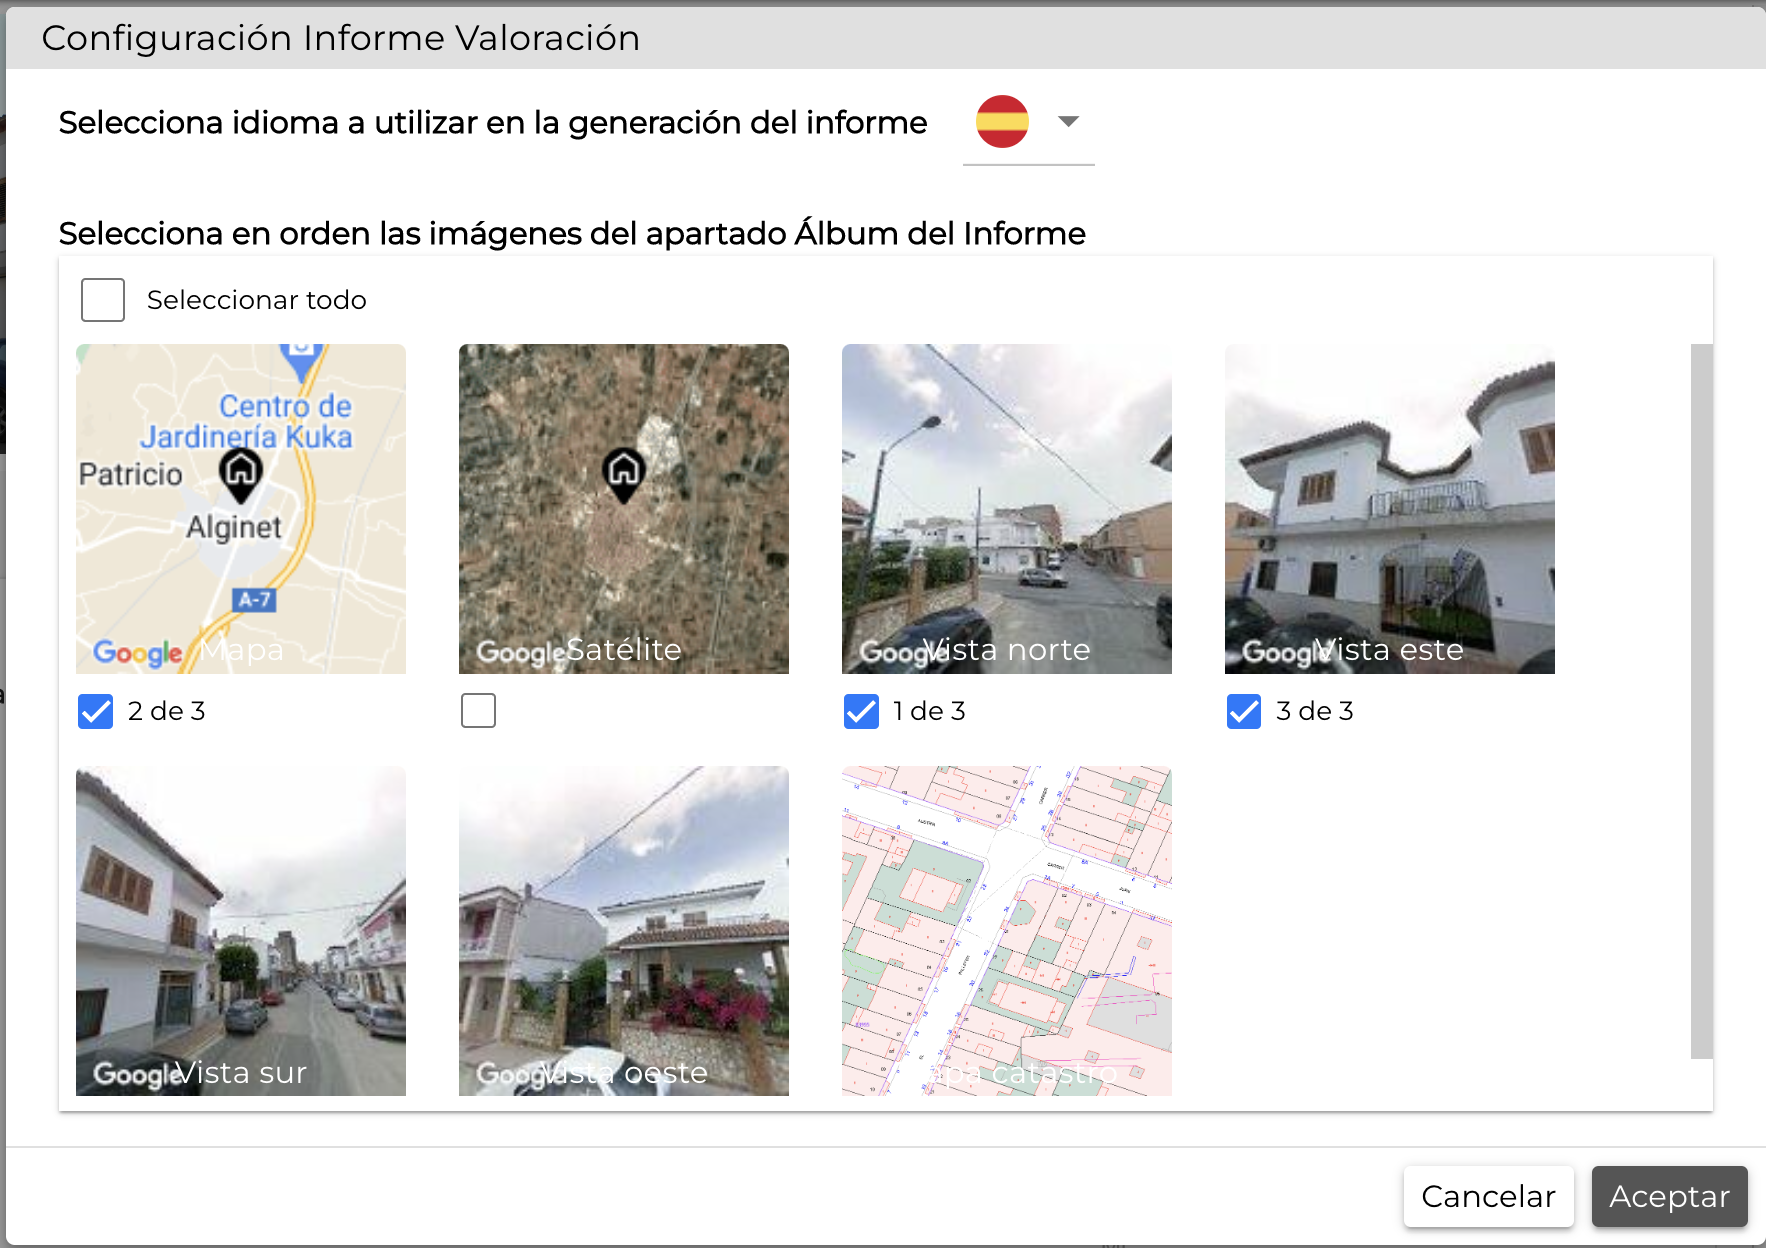 Configuración Informe Valoración
Selecciona idioma a utilizar en la generación del informe
Selecciona en orden las imágenes del apartado Álbum del Informe
Seleccionar todo
Centro de
Jardinería Kuka
Patricio
Alginet
A-7
Google Mapa
Google Satélite
Google Vista norte
Google Vista este
2 de 3
1 de 3
3 de 3
Google Vista sur
Google Vista oeste
catastro
Cancelar
Aceptar